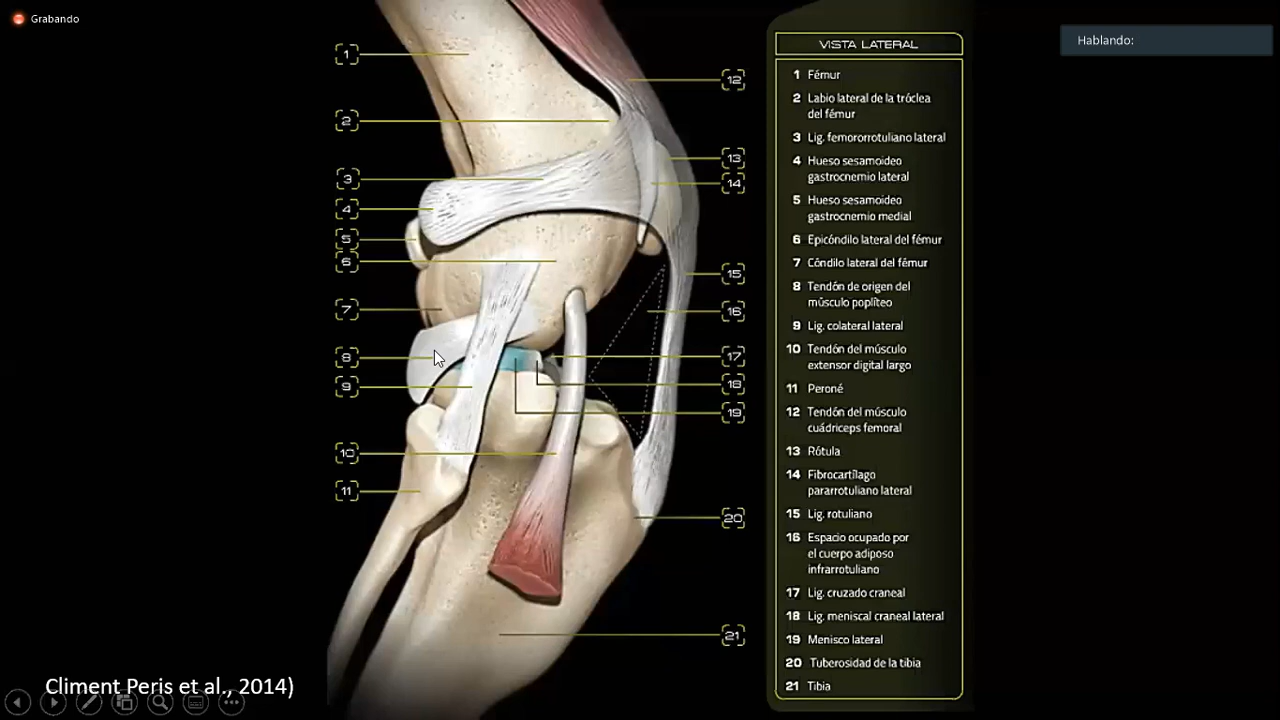 Grabando
Hablando:
VISTA LATERAL
1 Fémur
2 Labio lateral de la tróclea
del fémur
3 Lig. femororrotuliano lateral
4 Hueso sesamoideo
gastrocnemio lateral
5 Hueso sesamoideo
gastrocnemio medial
6 Epicóndilo lateral del fémur
7 Cóndilo lateral del fémur
8 Tendón de origen del
músculo poplíteo
9 Lig. colateral lateral
10 Tendón del músculo
extensor digital largo
11 Peroné
12 Tendón del músculo
cuádriceps femoral
13 Rótula
14 Fibrocartílago
pararrotuliano lateral
15 Lig. rotuliano
16 Espacio ocupado por
el cuerpo adiposo
infrarrotuliano
17 Lig. cruzado craneal
18 Lig. meniscal craneal lateral
19 Menisco lateral
20 Tuberosidad de la tibia
21 Tibia
1
2
3
4
5
6
7
8
9
10
11
12
13
14
15
16
17
18
19
20
21
Climent Peris et al., 2014)